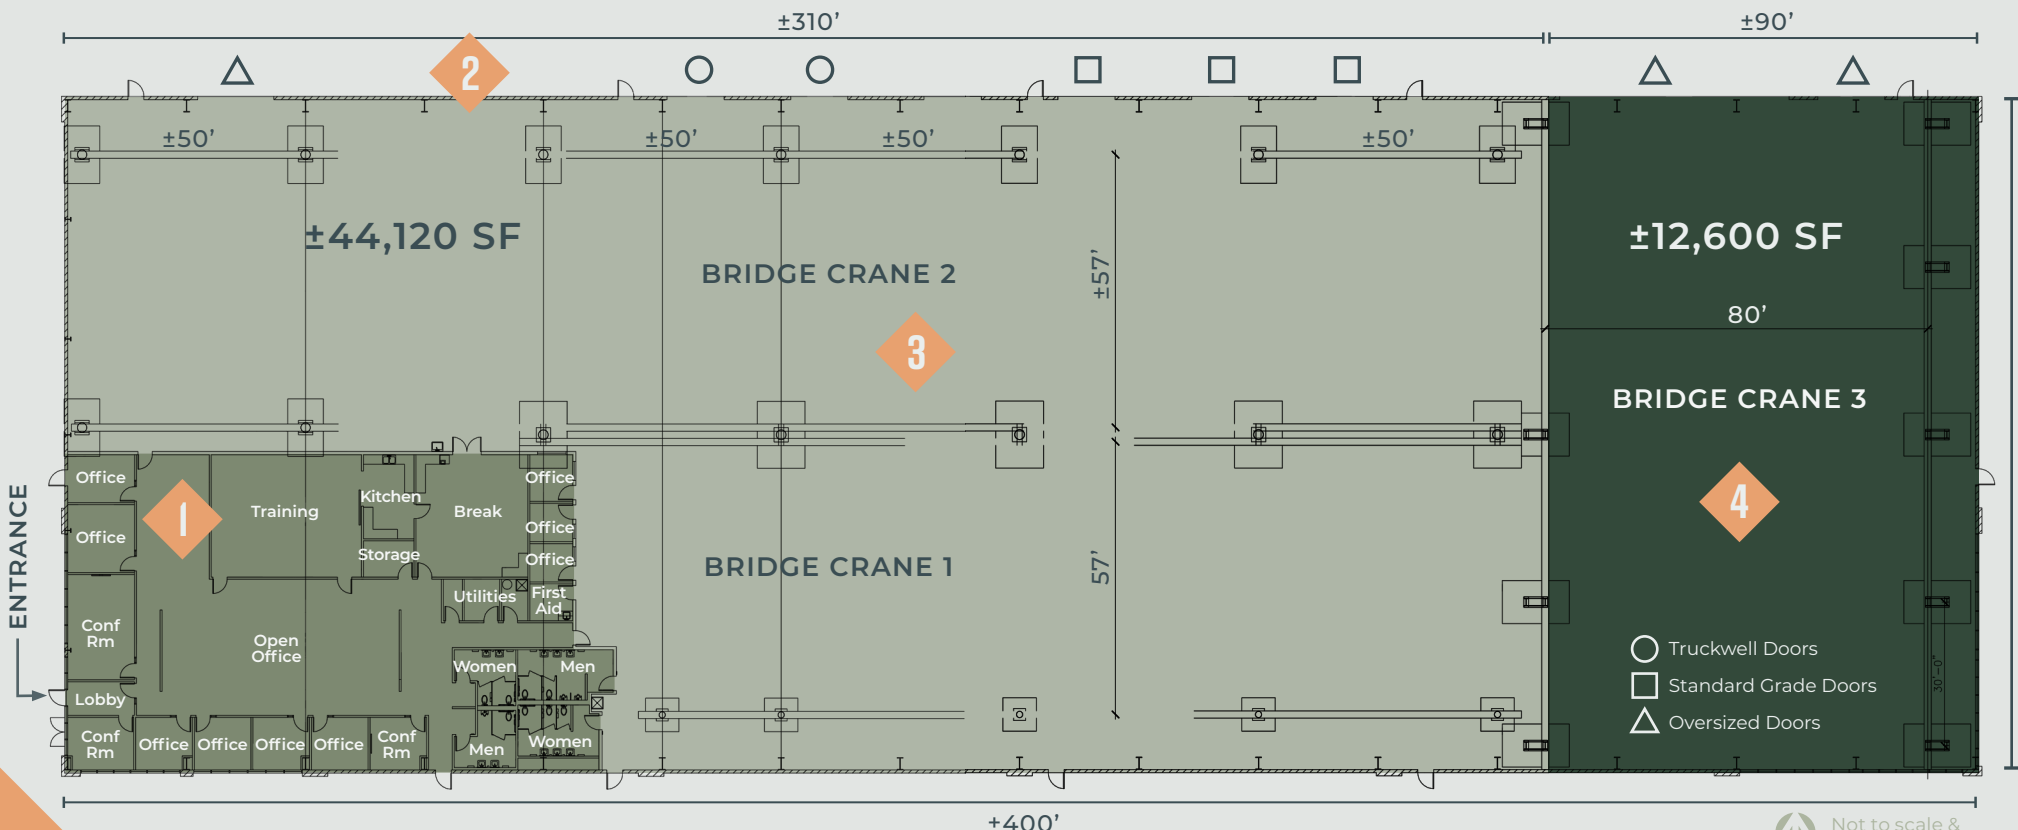 ±310’
±90’
2
±50’
±50’
±50’
±50’
±44,120 SF
±12,600 SF
BRIDGE CRANE 2
±57’
80’
3
BRIDGE CRANE 3
ENTRANCE
Office
1
Training
Kitchen
Break
Office
4
Office
Office
Storage
Office
BRIDGE CRANE 1
57’
Utilities
First
Aid
Conf
Rm
Open
Office
Women
Men
Truckwell Doors
Standard Grade Doors
Oversized Doors
30'-0"
Lobby
Conf
Rm
Office
Office
Office
Office
Conf
Rm
Men
Women
±400’
Not to scale &